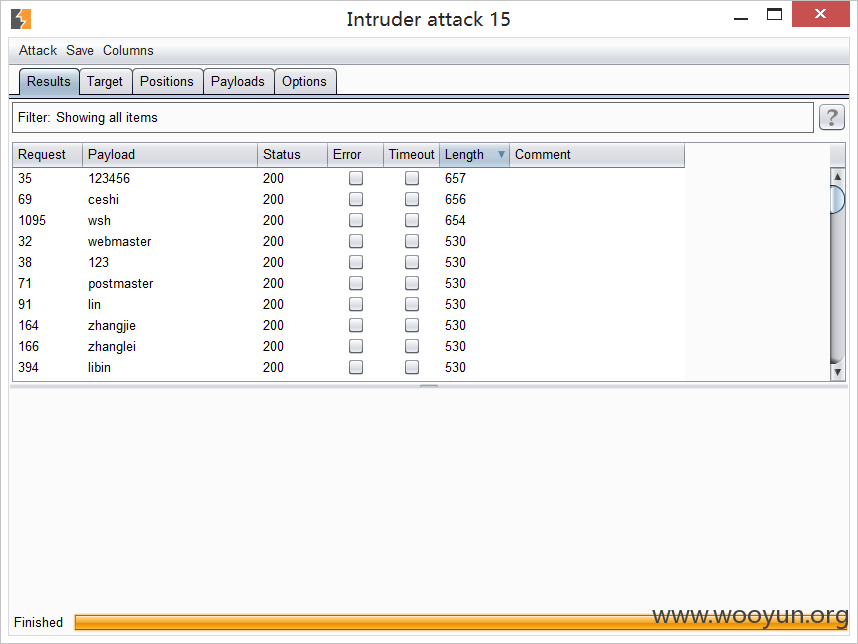 Intruder attack 15
Attack Save Columns
Results Target Positions Payloads Options
Filter: Showing all items ?
Request Payload Status Error Timeout Length Comment
35 123456 200 657
69 ceshi 200 656
1095 wsh 200 654
32 webmaster 200 530
38 123 200 530
71 postmaster 200 530
91 lin 200 530
164 zhangjie 200 530
166 zhanglei 200 530
394 libin 200 530
Finished
www.wooyun.org